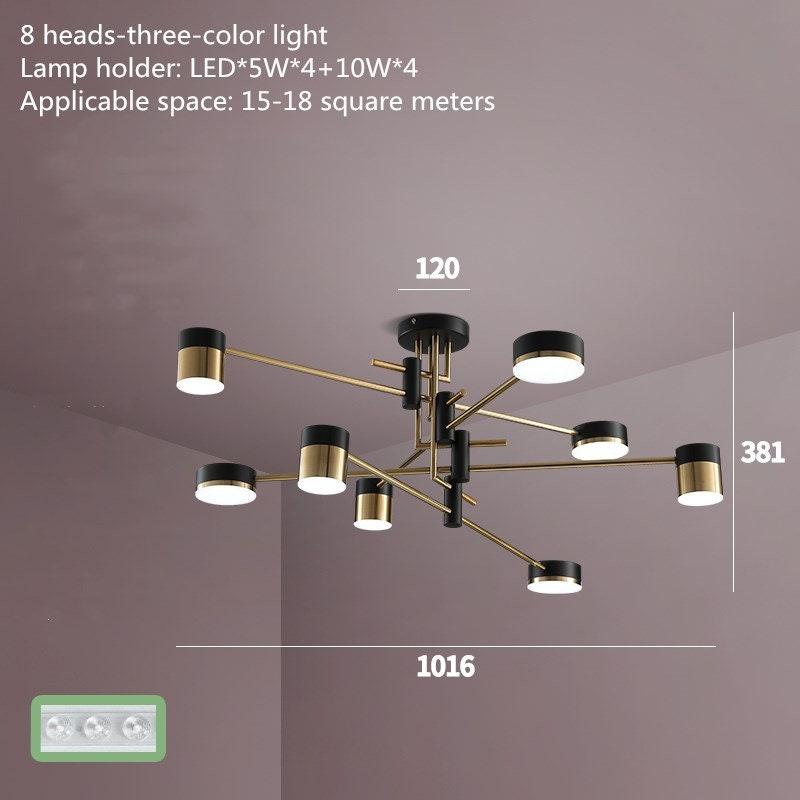 8 heads-three-color light
Lamp holder: LED*5W*4+10W*4
Applicable space: 15-18 square meters
120
381
1016